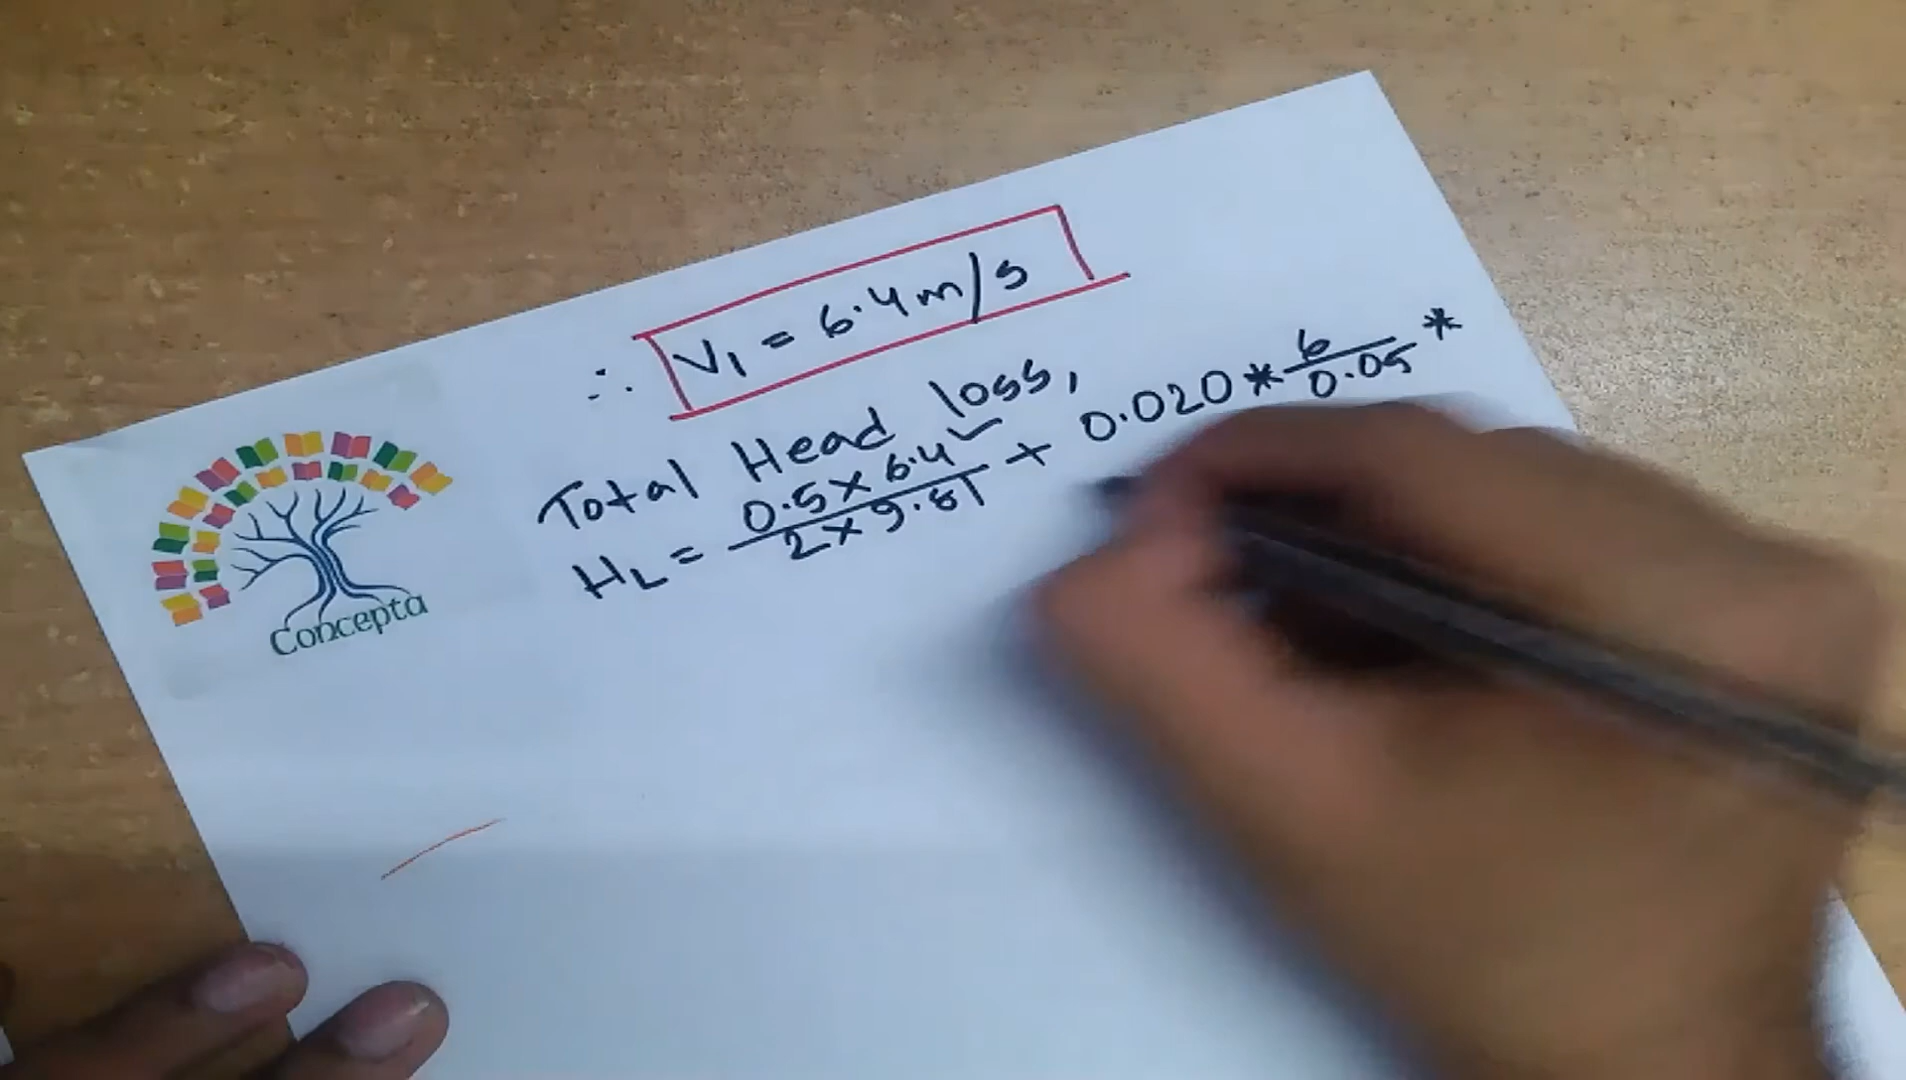 ∴ V₁ = 6.4 m/s
Total Head loss,
H_L = (0.5 × 6.4²)/(2 × 9.81) + 0.020 * 6/0.05 *
Concepta